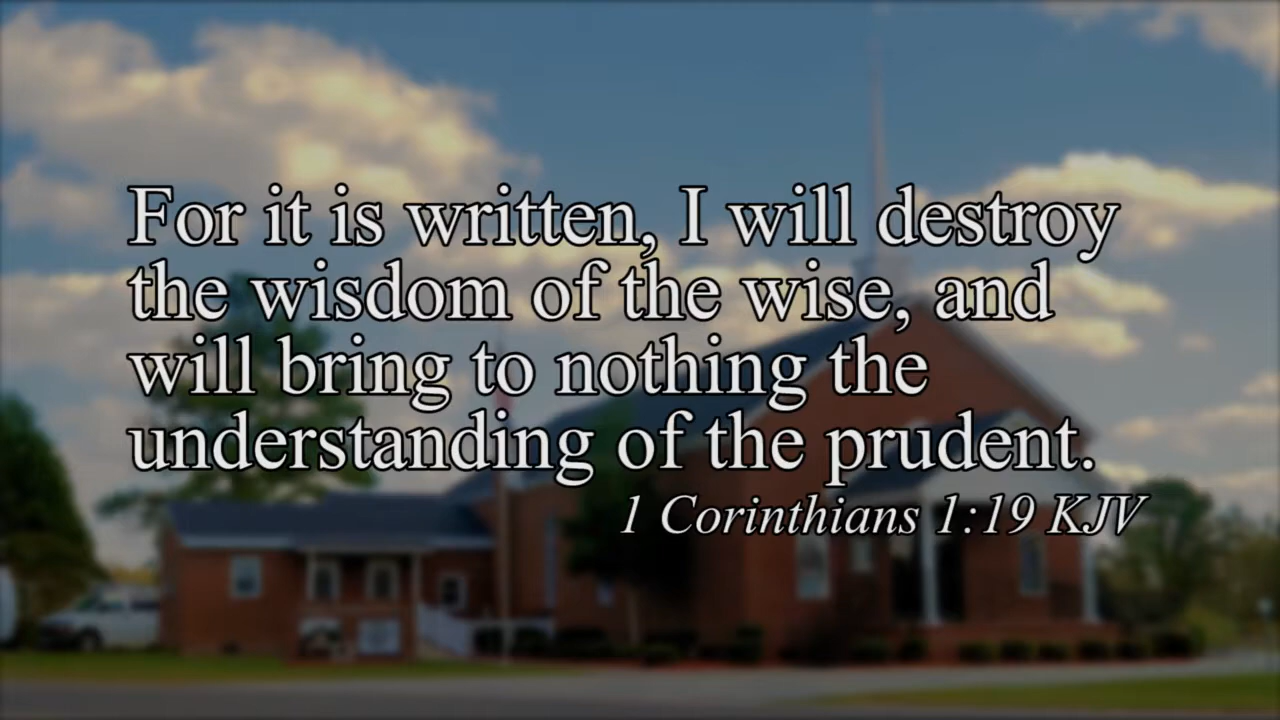 For it is written, I will destroy
the wisdom of the wise, and
will bring to nothing the
understanding of the prudent.
1 Corinthians 1:19 KJV